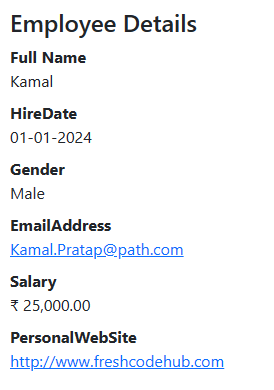 Employee Details
Full Name
Kamal
HireDate
01-01-2024
Gender
Male
EmailAddress
Kamal.Pratap@path.com
Salary
₹ 25,000.00
PersonalWebSite
http://www.freshcodehub.com